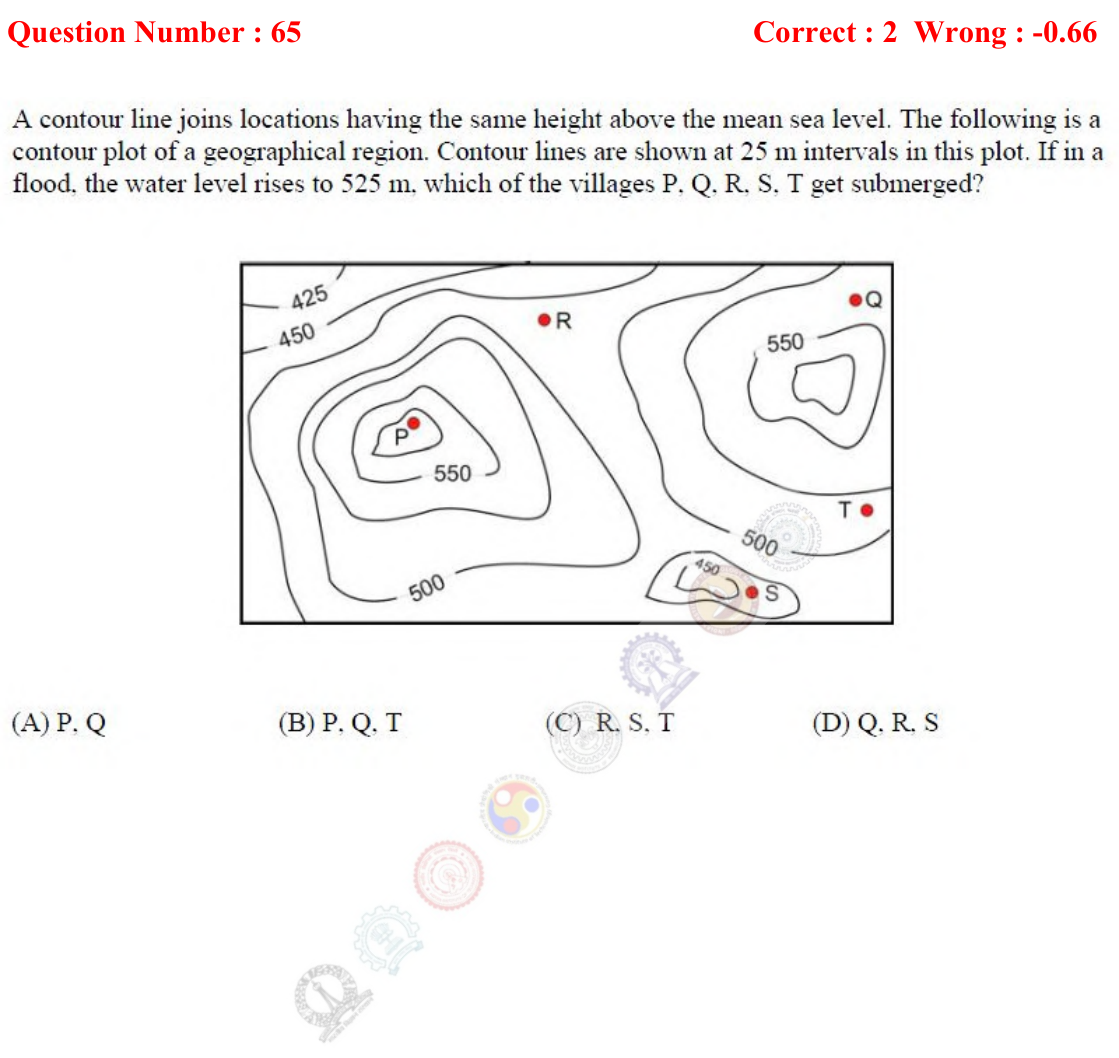 Question Number : 65 Correct : 2 Wrong : -0.66
A contour line joins locations having the same height above the mean sea level. The following is a
contour plot of a geographical region. Contour lines are shown at 25 m intervals in this plot. If in a
flood, the water level rises to 525 m, which of the villages P, Q, R, S, T get submerged?
425
Q
R
450
550
P
550
T
500
450
500
S
(A) P, Q (B) P, Q, T (C) R, S, T (D) Q, R, S